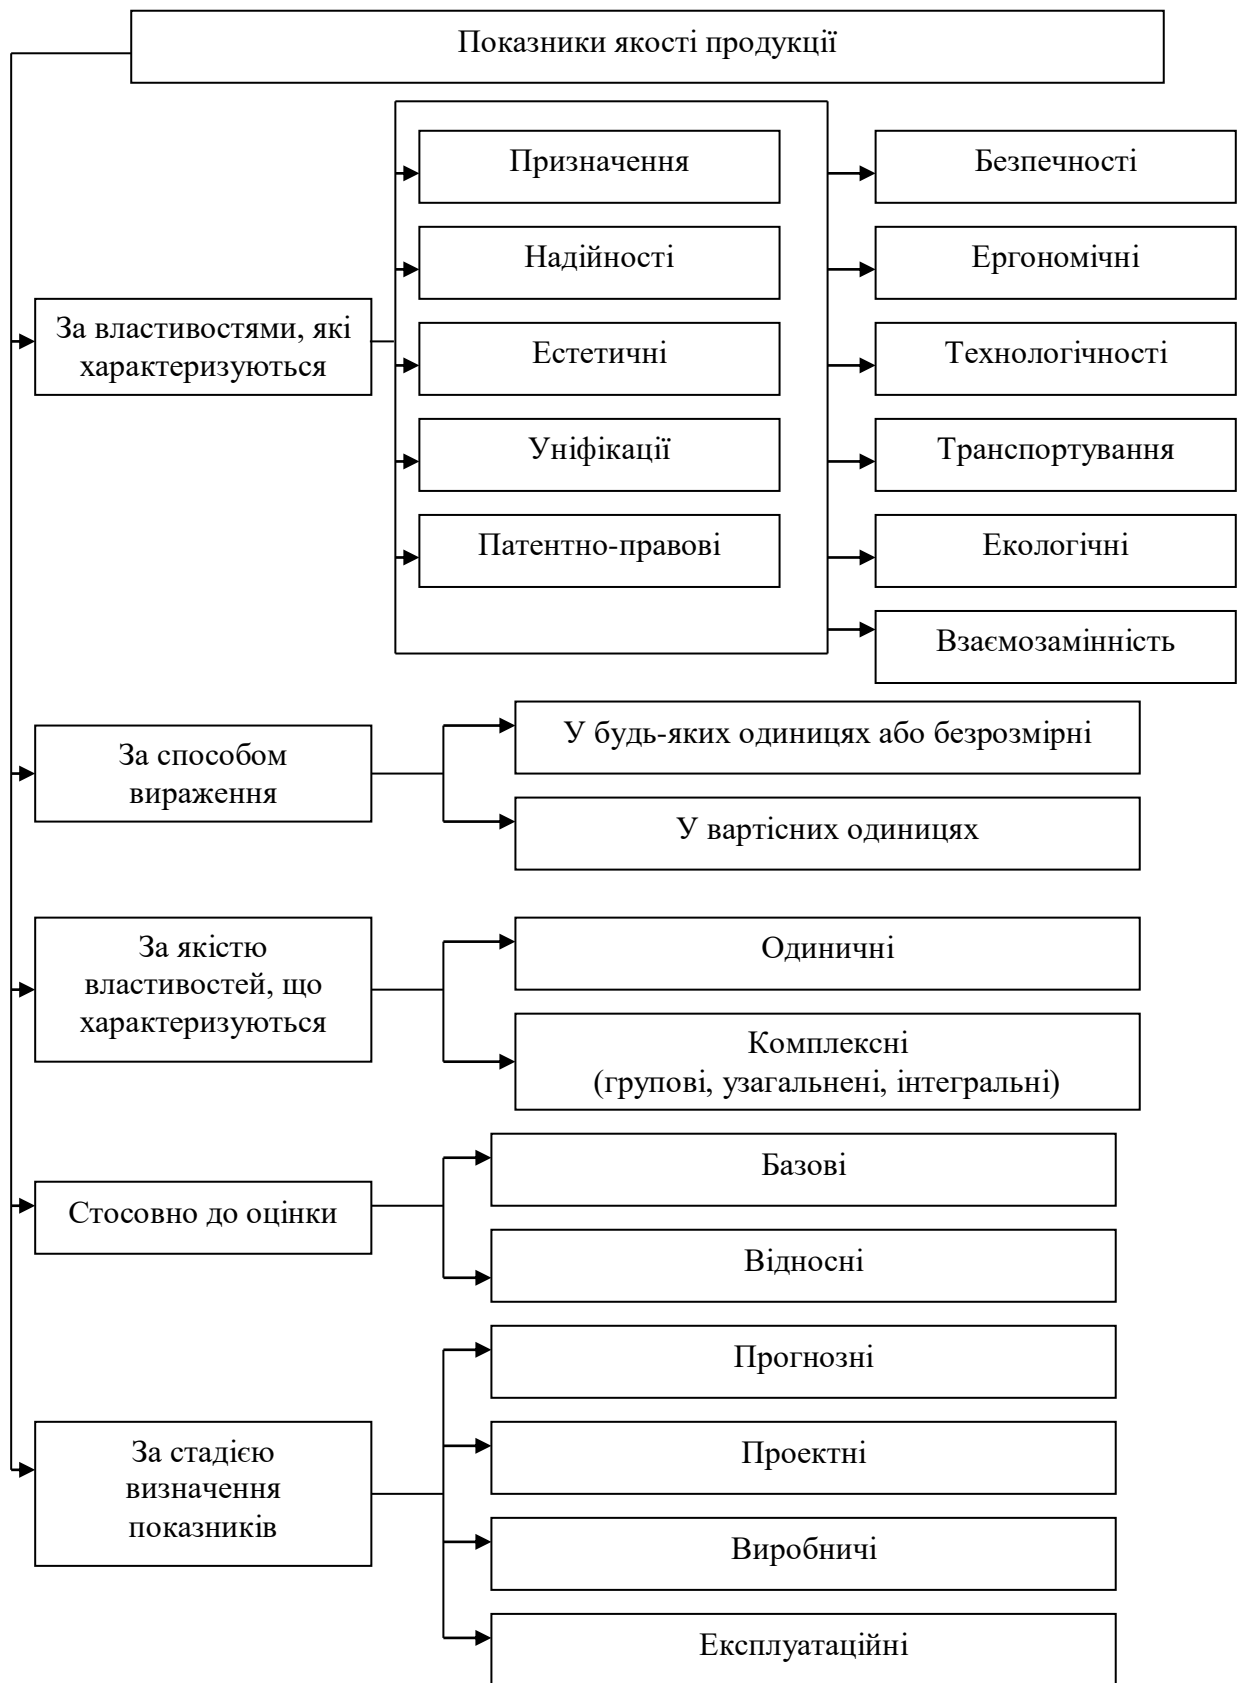 Показники якості продукції
Призначення
Безпечності
Надійності
Ергономічні
За властивостями, які
характеризуються
Естетичні
Технологічності
Уніфікації
Транспортування
Патентно-правові
Екологічні
Взаємозамінність
За способом
вираження
У будь-яких одиницях або безрозмірні
У вартісних одиницях
За якістю
властивостей, що
характеризуються
Одиничні
Комплексні
(групові, узагальнені, інтегральні)
Стосовно до оцінки
Базові
Відносні
За стадією
визначення
показників
Прогнозні
Проектні
Виробничі
Експлуатаційні